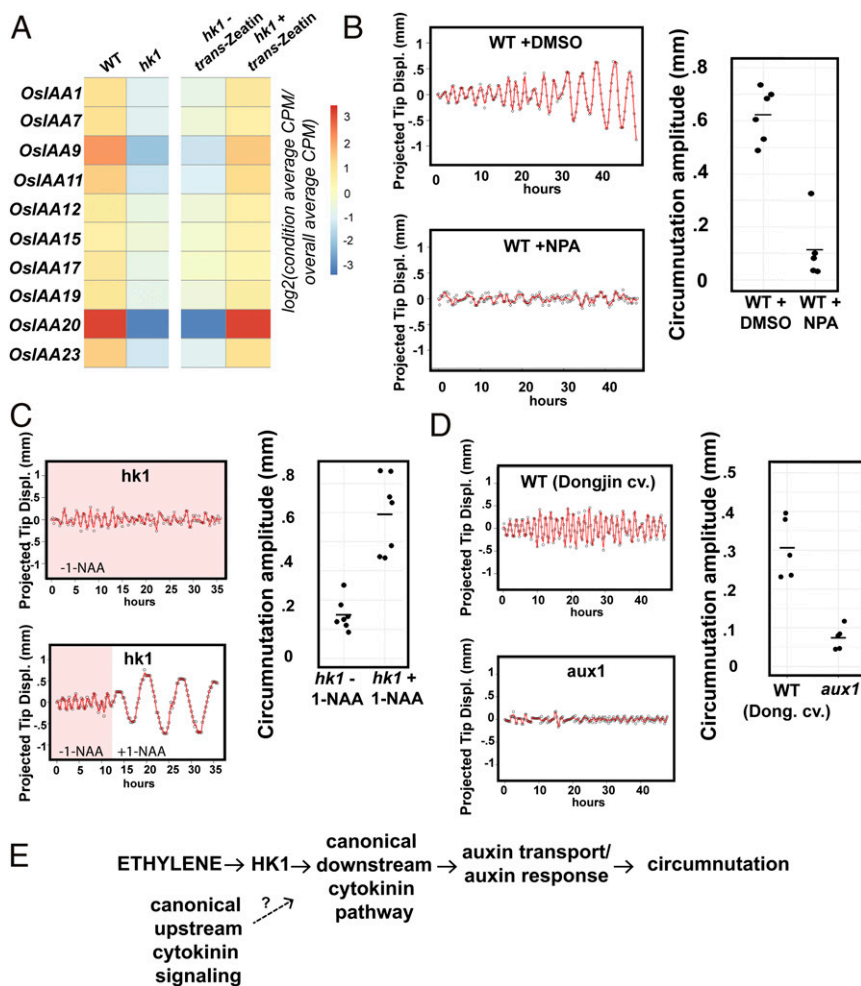 A
WT
hk1
hk1 -
trans-Zeatin
hk1 +
trans-Zeatin
OsIAA1
OsIAA7
OsIAA9
OsIAA11
OsIAA12
OsIAA15
OsIAA17
OsIAA19
OsIAA20
OsIAA23
3
2
1
0
-1
-2
-3
log2(condition average CPM/
overall average CPM)
B
Projected Tip Displ. (mm)
1
.5
0
-.5
-1
WT +DMSO
0 10 20 30 40
hours
Projected Tip Displ. (mm)
1
.5
0
-.5
-1
WT +NPA
0 10 20 30 40
hours
Circumnutation amplitude (mm)
.8
.6
.4
.2
0
WT + WT +
DMSO NPA
C
Projected Tip Displ. (mm)
1
.5
0
-.5
-1
hk1
-1-NAA
0 5 10 15 20 25 30 35
hours
Projected Tip Displ. (mm)
1
.5
0
-.5
-1
hk1
-1-NAA +1-NAA
0 5 10 15 20 25 30 35
hours
Circumnutation amplitude (mm)
.8
.6
.4
.2
0
hk1 - hk1 +
1-NAA 1-NAA
D
Projected Tip Displ. (mm)
1
.5
0
-.5
-1
WT (Dongjin cv.)
0 10 20 30 40 50
hours
Projected Tip Displ. (mm)
1
.5
0
-.5
-1
aux1
0 10 20 30 40 50
hours
Circumnutation amplitude (mm)
.5
.4
.3
.2
.1
0
WT aux1
(Dong. cv.)
E
ETHYLENE → HK1 → canonical
downstream
cytokinin
pathway → auxin transport/
auxin response → circumnutation
?
canonical
upstream
cytokinin
signaling